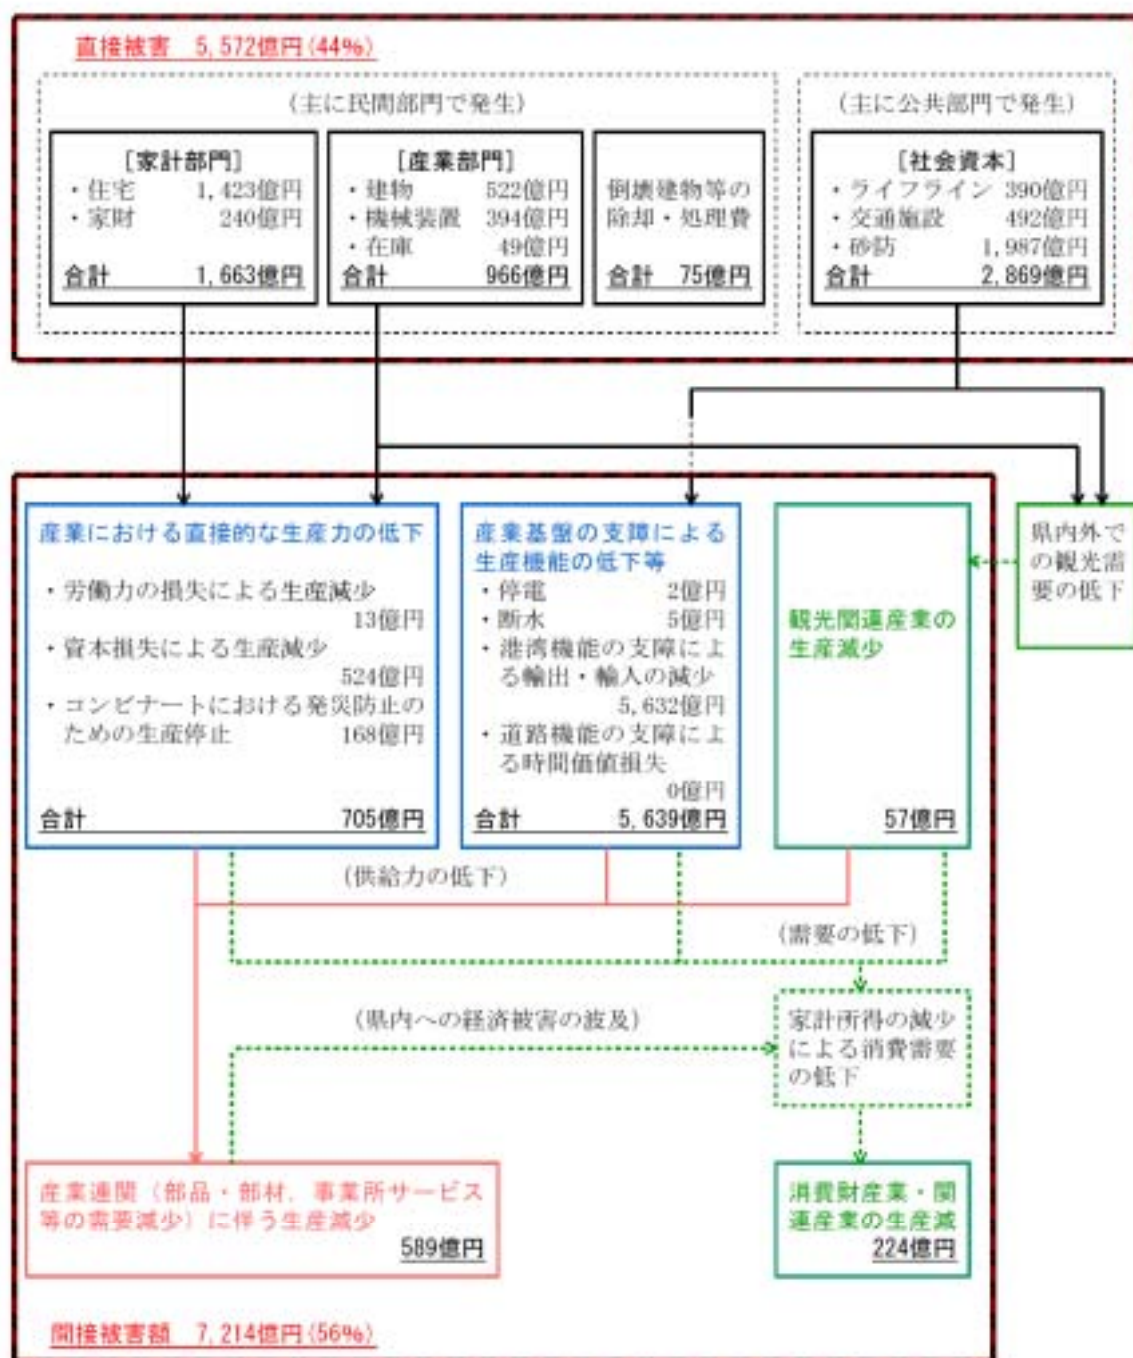 直接被害 5,572億円(44%)
(主に民間部門で発生)
(主に公共部門で発生)
[家計部門]
・住宅 1,423億円
・家財 240億円
合計 1,663億円
[産業部門]
・建物 522億円
・機械装置 394億円
・在庫 49億円
合計 966億円
倒壊建物等の
除却・処理費
合計 75億円
[社会資本]
・ライフライン 390億円
・交通施設 492億円
・砂防 1,987億円
合計 2,869億円
産業における直接的な生産力の低下
・労働力の損失による生産減少
13億円
・資本損失による生産減少
524億円
・コンビナートにおける発災防止の
ための生産停止 168億円
合計 705億円
産業基盤の支障による
生産機能の低下等
・停電 2億円
・断水 5億円
・港湾機能の支障によ
る輸出・輸入の減少
5,632億円
・道路機能の支障によ
る時間価値損失
0億円
合計 5,639億円
観光関連産業の
生産減少
57億円
県内外で
の観光需
要の低下
(供給力の低下)
(需要の低下)
(県内への経済被害の波及)
家計所得の減少
による消費需要
の低下
産業連関(部品・部材、事業所サービス
等の需要減少)に伴う生産減少
589億円
消費財産業・関
連産業の生産減
224億円
間接被害額 7,214億円(56%)